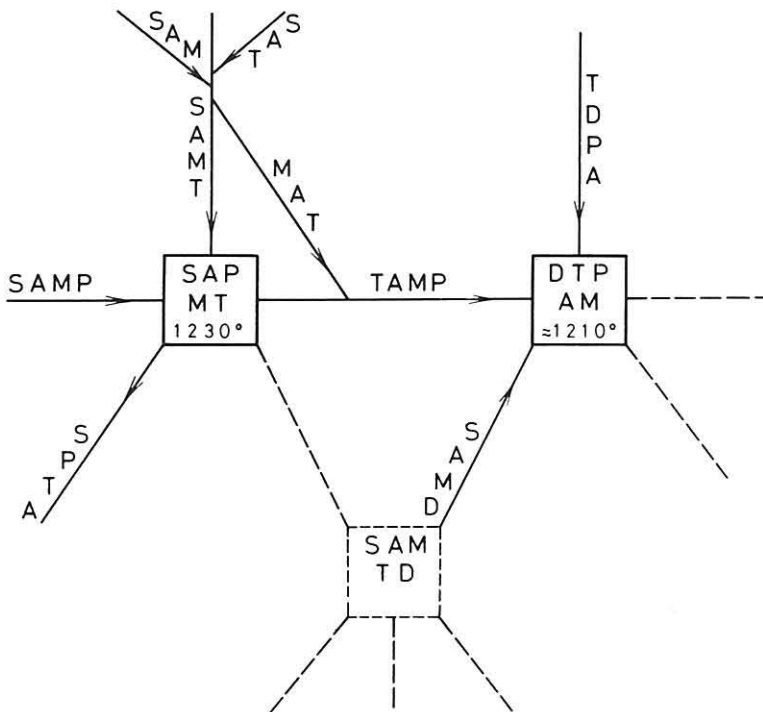 SAM
TAS
SAMT
MAT
TDPA
SAMP
SAP
MT
1230°
TAMP
DTP
AM
≈1210°
ATPS
DMAS
SAM
TD